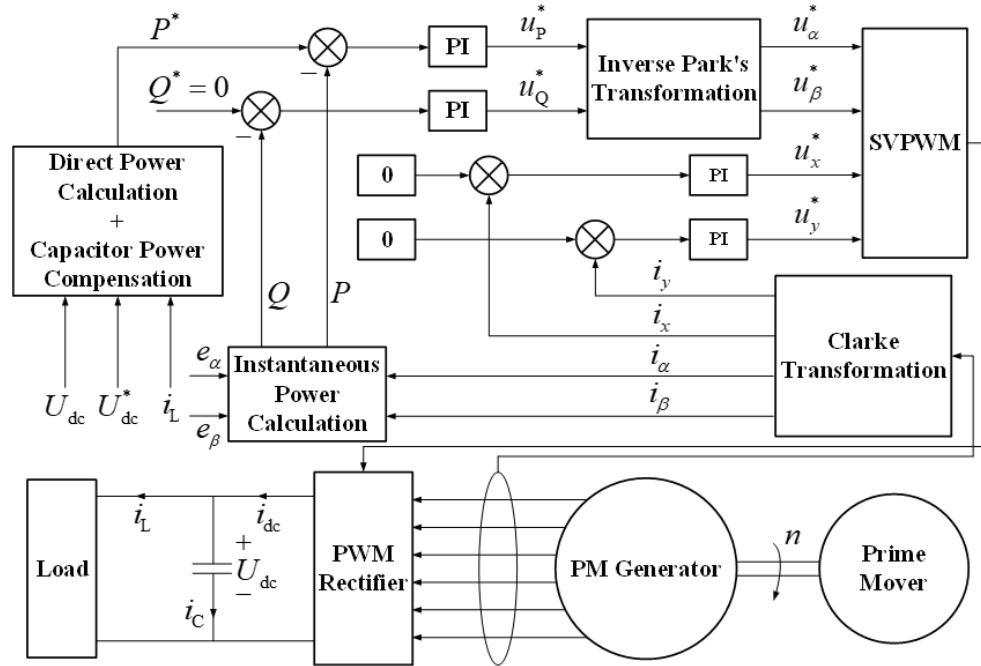 P*
Q* = 0
PI
u*P
PI
u*Q
Inverse Park's
Transformation
u*α
u*β
u*x
u*y
SVPWM
Direct Power
Calculation
+
Capacitor Power
Compensation
0
PI
0
PI
−
−
Q
P
iy
ix
iα
iβ
Clarke
Transformation
eα
eβ
Instantaneous
Power
Calculation
Udc
U*dc
iL
Load
iL
idc
+
Udc
−
iC
PWM
Rectifier
PM Generator
n
Prime
Mover